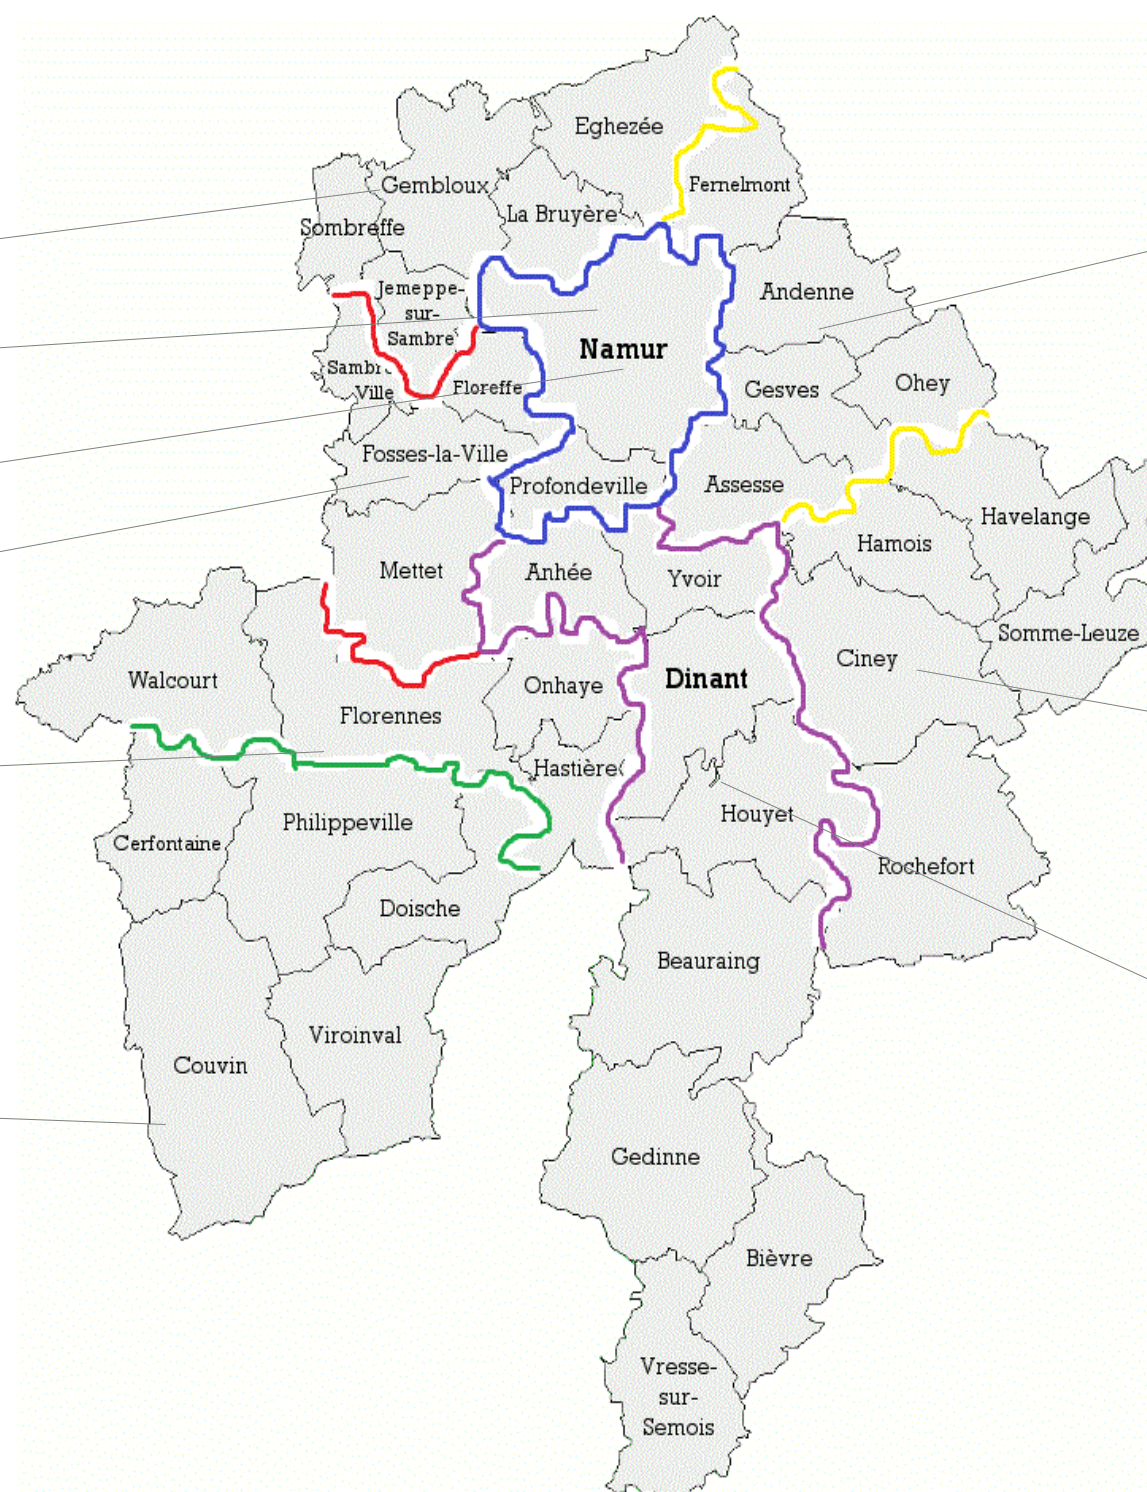 Eghezée
Gembloux
Fernelmont
La Bruyère
Sombreffe
Jemeppe-
sur-
Sambre
Andenne
Namur
Sambr
Ville
Floreffe
Gesves
Ohey
Fosses-la-Ville
Profondeville
Assesse
Havelange
Hamois
Mettet
Anhée
Yvoir
Somme-Leuze
Ciney
Walcourt
Onhaye
Dinant
Florennes
Hastière
Houyet
Philippeville
Cerfontaine
Rochefort
Doische
Beauraing
Viroinval
Couvin
Gedinne
Bièvre
Vresse-
sur-
Semois